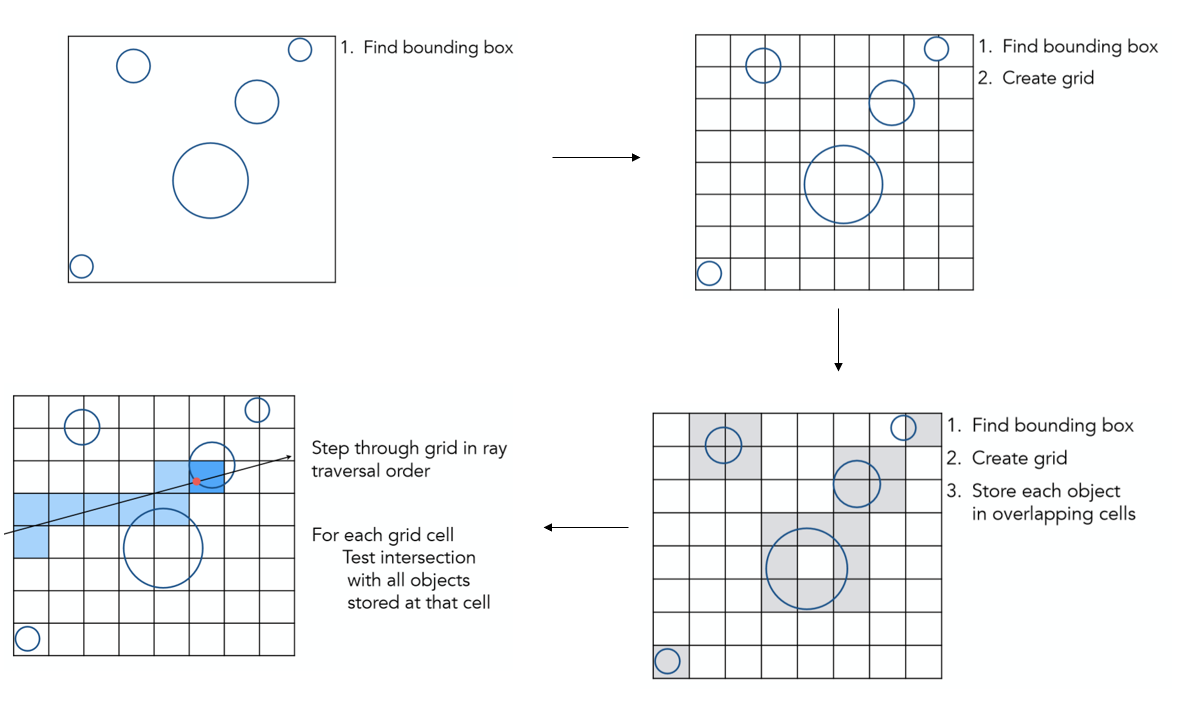 1. Find bounding box
1. Find bounding box
2. Create grid
Step through grid in ray
traversal order
For each grid cell
Test intersection
with all objects
stored at that cell
1. Find bounding box
2. Create grid
3. Store each object
in overlapping cells